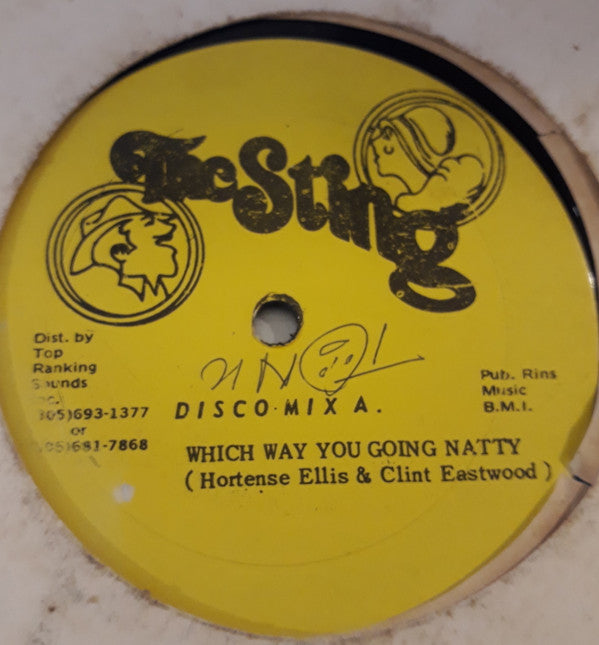 The Sting
Dist. by
Top
Ranking
Sounds
305)693-1377
or
681-7868
DISCO-MIX A.
Pub. Rins
Music
B.M.I.
WHICH WAY YOU GOING NATTY
(Hortense Ellis & Clint Eastwood)